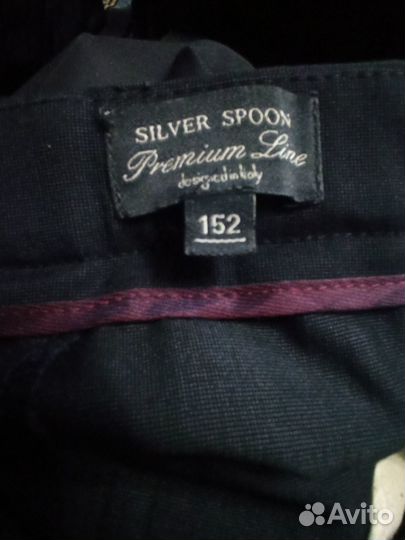 SILVER SPOON
Premium Line
designed in Italy
152
Avito